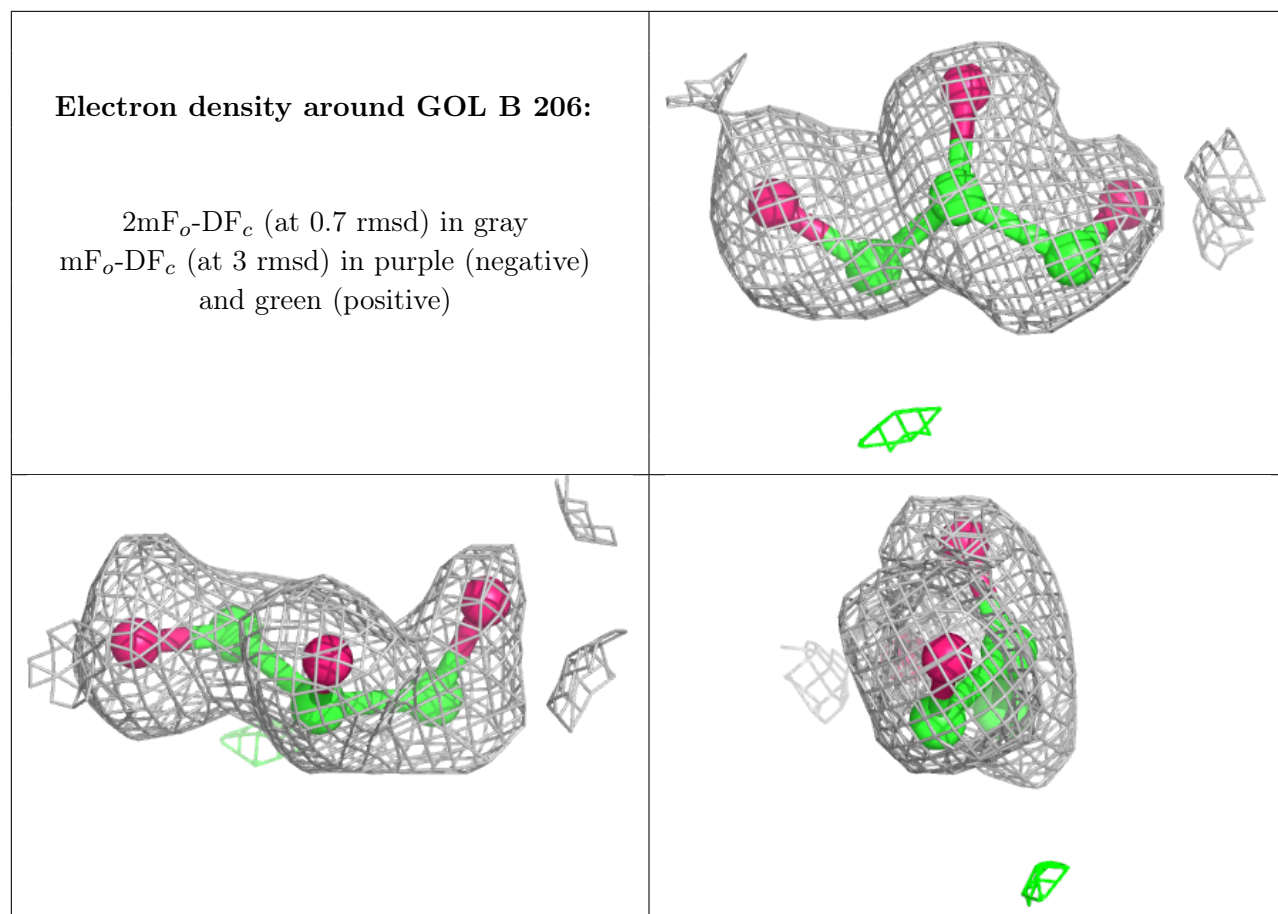 Electron density around GOL B 206:
2mFo-DFc (at 0.7 rmsd) in gray
mFo-DFc (at 3 rmsd) in purple (negative)
and green (positive)